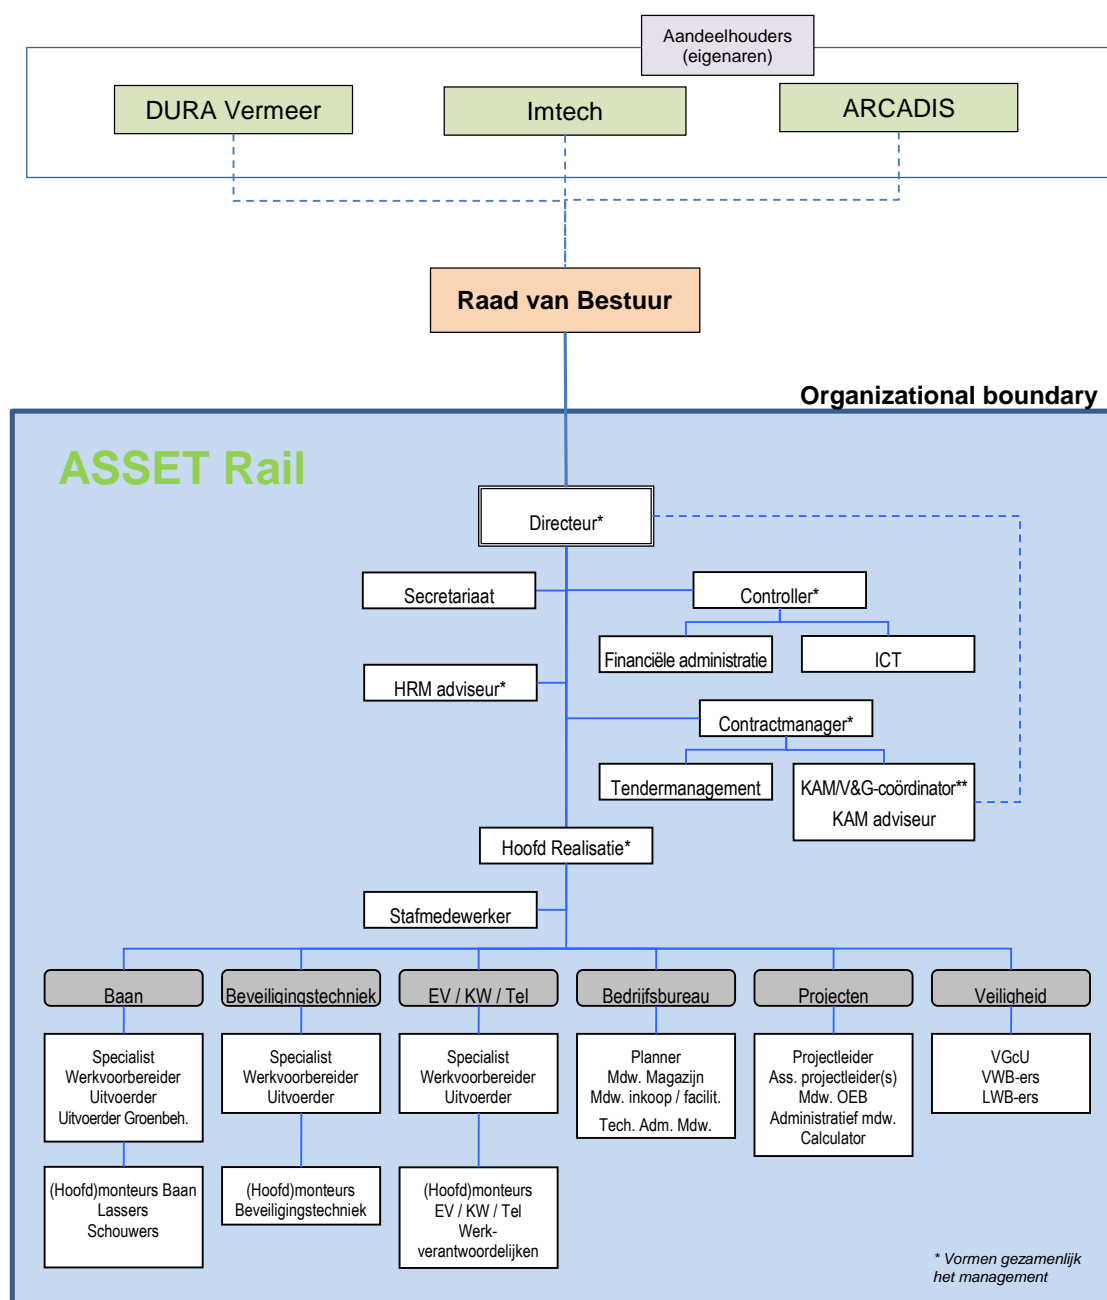 Aandeelhouders
(eigenaren)
DURA Vermeer
Imtech
ARCADIS
Raad van Bestuur
Organizational boundary
ASSET Rail
Directeur*
Secretariaat
Controller*
Financiële administratie
ICT
HRM adviseur*
Contractmanager*
Tendermanagement
KAM/V&G-coördinator**
KAM adviseur
Hoofd Realisatie*
Stafmedewerker
Baan
Beveiligingstechniek
EV / KW / Tel
Bedrijfsbureau
Projecten
Veiligheid
Specialist
Werkvoorbereider
Uitvoerder
Uitvoerder Groenbeh.
Specialist
Werkvoorbereider
Uitvoerder
Specialist
Werkvoorbereider
Uitvoerder
Planner
Mdw. Magazijn
Mdw. inkoop / facilit.
Tech. Adm. Mdw.
Projectleider
Ass. projectleider(s)
Mdw. OEB
Administratief mdw.
Calculator
VGcU
VWB-ers
LWB-ers
(Hoofd)monteurs Baan
Lassers
Schouwers
(Hoofd)monteurs
Beveiligingstechniek
(Hoofd)monteurs
EV / KW / Tel
Werk-
verantwoordelijken
* Vormen gezamenlijk
het management